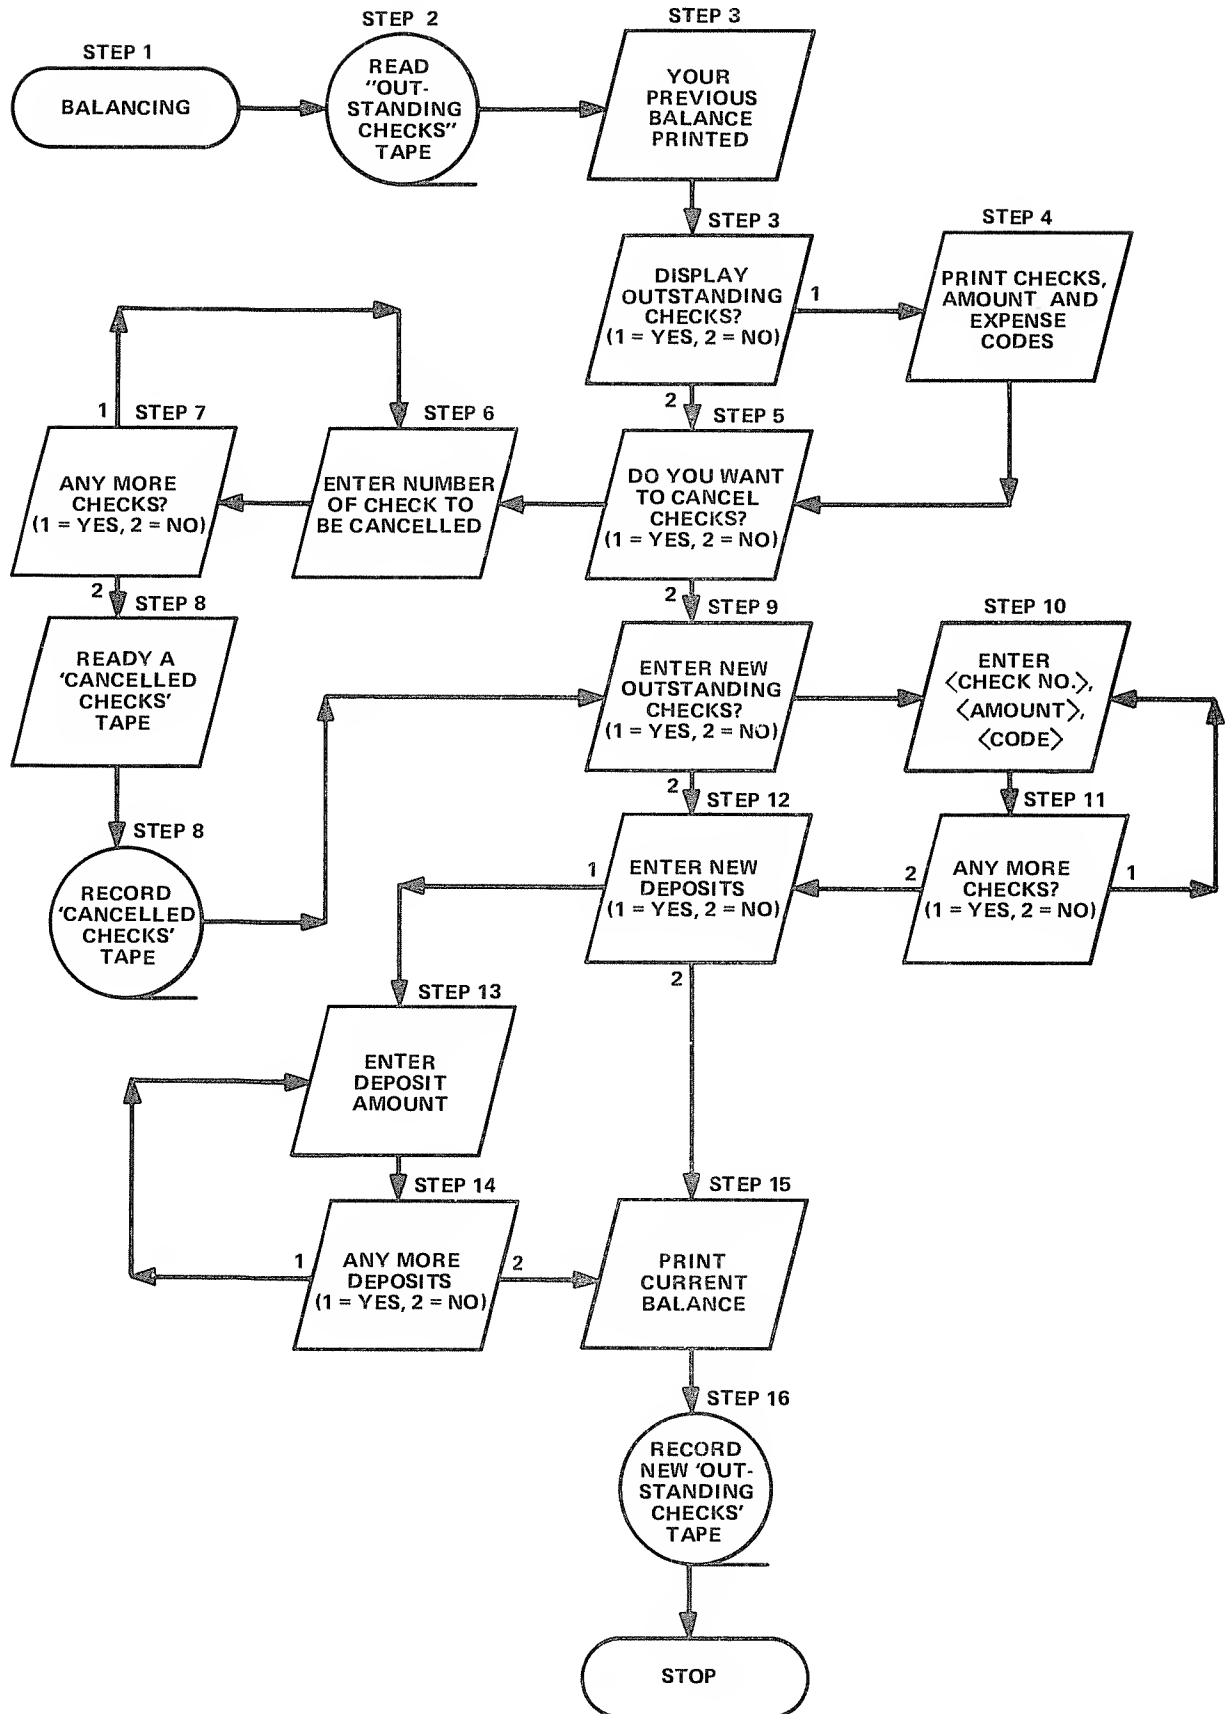 STEP 1
BALANCING
STEP 2
READ
"OUT-
STANDING
CHECKS"
TAPE
STEP 3
YOUR
PREVIOUS
BALANCE
PRINTED
STEP 3
DISPLAY
OUTSTANDING
CHECKS?
(1 = YES, 2 = NO)
1
2
STEP 4
PRINT CHECKS,
AMOUNT AND
EXPENSE
CODES
STEP 5
DO YOU WANT
TO CANCEL
CHECKS?
(1 = YES, 2 = NO)
2
STEP 6
ENTER NUMBER
OF CHECK TO
BE CANCELLED
1
STEP 7
ANY MORE
CHECKS?
(1 = YES, 2 = NO)
2
STEP 8
READY A
'CANCELLED
CHECKS'
TAPE
STEP 8
RECORD
'CANCELLED
CHECKS'
TAPE
STEP 9
ENTER NEW
OUTSTANDING
CHECKS?
(1 = YES, 2 = NO)
2
STEP 10
ENTER
<CHECK NO.>,
<AMOUNT>,
<CODE>
STEP 11
ANY MORE
CHECKS?
(1 = YES, 2 = NO)
2
1
STEP 12
ENTER NEW
DEPOSITS
(1 = YES, 2 = NO)
1
2
STEP 13
ENTER
DEPOSIT
AMOUNT
STEP 14
ANY MORE
DEPOSITS
(1 = YES, 2 = NO)
1
2
STEP 15
PRINT
CURRENT
BALANCE
STEP 16
RECORD
NEW 'OUT-
STANDING
CHECKS'
TAPE
STOP